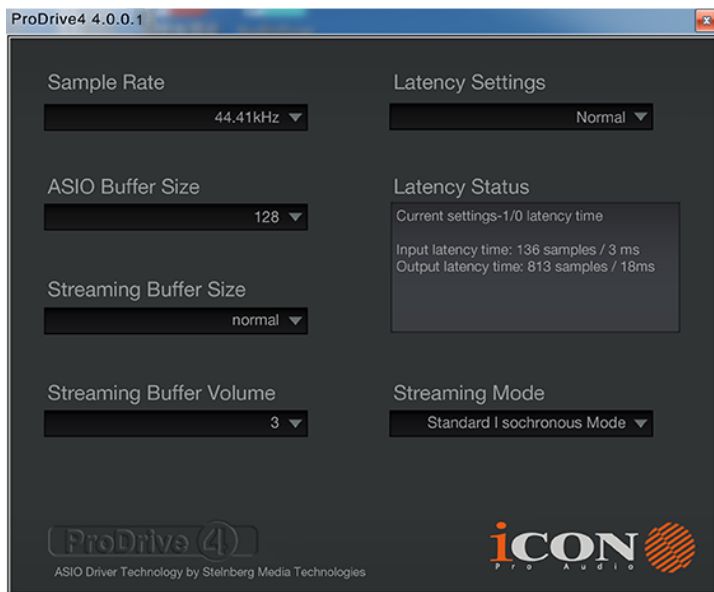 ProDrive4 4.0.0.1
x
Sample Rate
44.41kHz
ASIO Buffer Size
128
Streaming Buffer Size
normal
Streaming Buffer Volume
3
Latency Settings
Normal
Latency Status
Current settings-1/0 latency time
Input latency time: 136 samples / 3 ms
Output latency time: 813 samples / 18ms
Streaming Mode
Standard I sochronous Mode
ProDrive 4
ASIO Driver Technology by Steinberg Media Technologies
iCON
Pro Audio